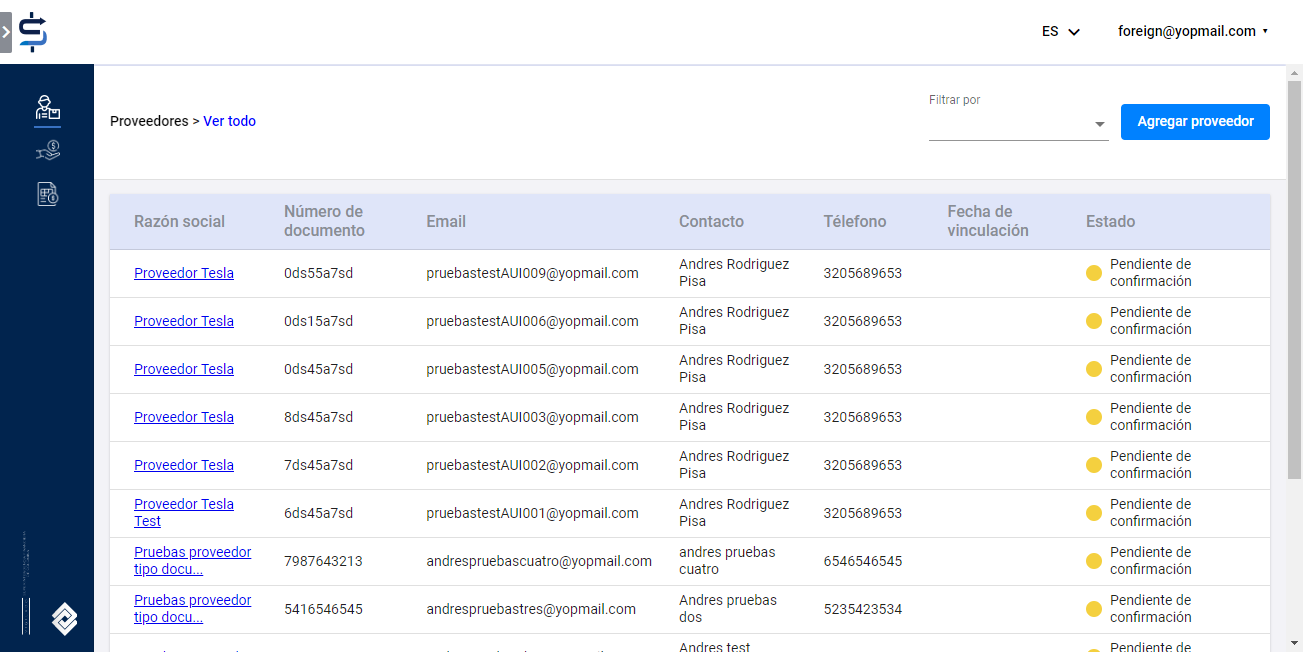 ES
foreign@yopmail.com
Filtrar por
Proveedores > Ver todo
Agregar proveedor
Razón social Número de documento Email Contacto Télefono Fecha de vinculación Estado
Proveedor Tesla 0ds55a7sd pruebastestAUI009@yopmail.com Andres Rodriguez Pisa 3205689653 Pendiente de confirmación
Proveedor Tesla 0ds15a7sd pruebastestAUI006@yopmail.com Andres Rodriguez Pisa 3205689653 Pendiente de confirmación
Proveedor Tesla 0ds45a7sd pruebastestAUI005@yopmail.com Andres Rodriguez Pisa 3205689653 Pendiente de confirmación
Proveedor Tesla 8ds45a7sd pruebastestAUI003@yopmail.com Andres Rodriguez Pisa 3205689653 Pendiente de confirmación
Proveedor Tesla 7ds45a7sd pruebastestAUI002@yopmail.com Andres Rodriguez Pisa 3205689653 Pendiente de confirmación
Proveedor Tesla Test 6ds45a7sd pruebastestAUI001@yopmail.com Andres Rodriguez Pisa 3205689653 Pendiente de confirmación
Pruebas proveedor tipo docu... 7987643213 andrespruebascuatro@yopmail.com andres pruebas cuatro 6546546545 Pendiente de confirmación
Pruebas proveedor tipo docu... 5416546545 andrespruebastres@yopmail.com Andres pruebas dos 5235423534 Pendiente de confirmación
Andres test Pendiente de